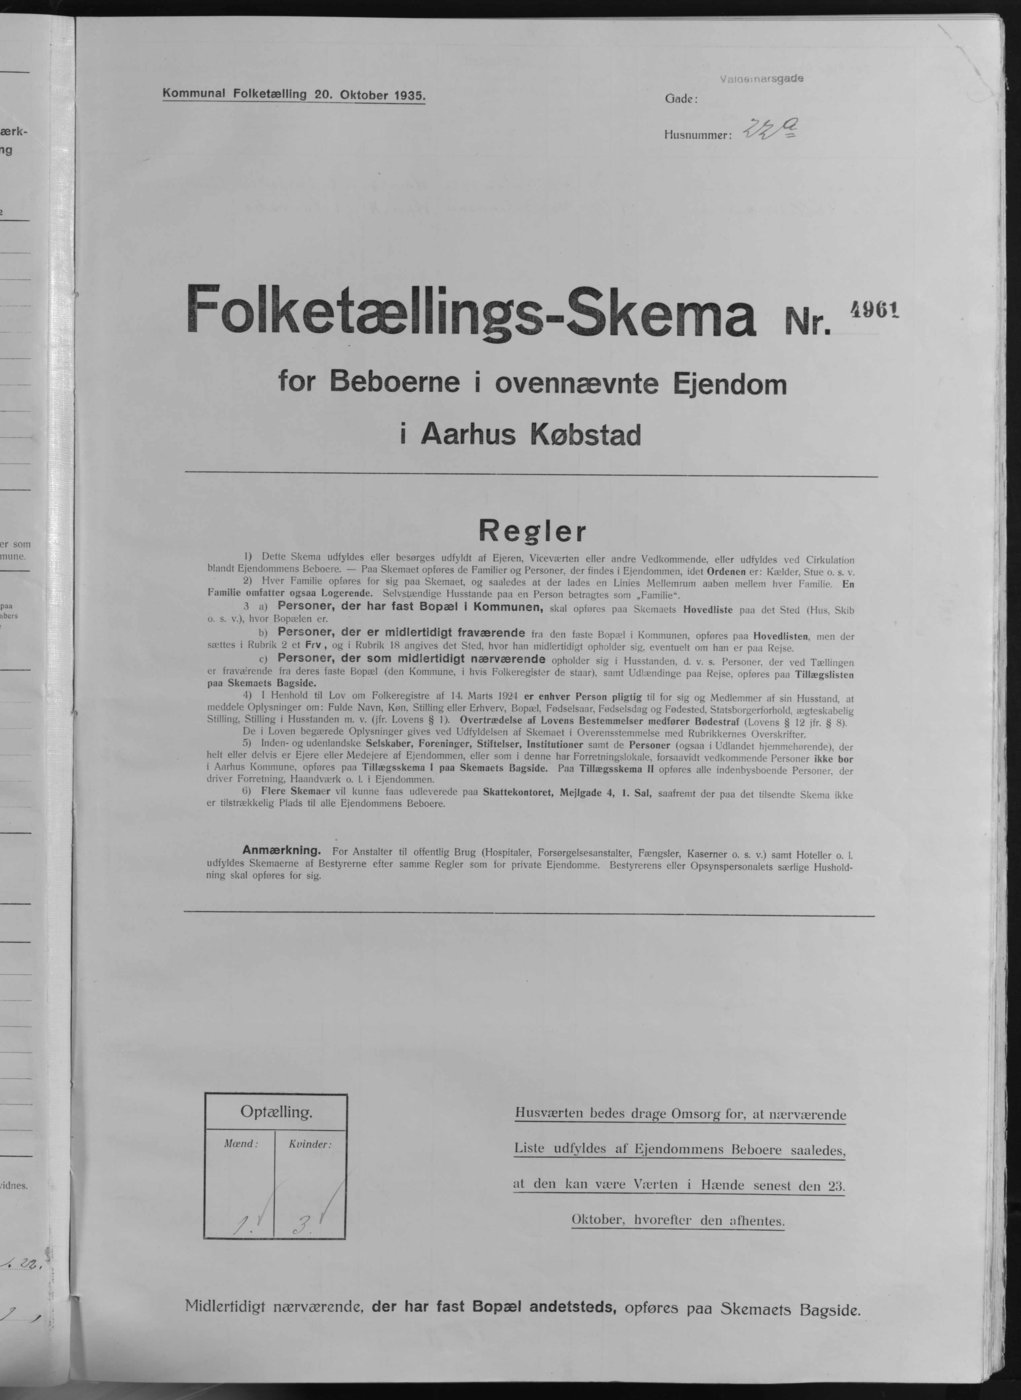 Kommunal Folketælling 20. Oktober 1935.
Valdemarsgade
Gade:
Husnummer: 22a
Folketællings-Skema Nr. 4961
for Beboerne i ovennævnte Ejendom
i Aarhus Købstad
Regler
1) Dette Skema udfyldes eller besørges udfyldt af Ejeren, Viceværten eller andre Vedkommende, eller udfyldes ved Cirkulation
blandt Ejendommens Beboere. — Paa Skemaet opføres de Familier og Personer, der findes i Ejendommen, idet Ordenen er: Kælder, Stue o. s. v.
2) Hver Familie opføres for sig paa Skemaet, og saaledes at der lades en Linies Mellemrum aaben mellem hver Familie. En
Familie omfatter ogsaa Logerende. Selvstændige Husstande paa en Person betragtes som „Familie“.
3 a) Personer, der har fast Bopæl i Kommunen, skal opføres paa Skemaets Hovedliste paa det Sted (Hus, Skib
o. s. v.), hvor Bopælen er.
b) Personer, der er midlertidigt fraværende fra den faste Bopæl i Kommunen, opføres paa Hovedlisten, men der
sættes i Rubrik 2 et Frv, og i Rubrik 18 angives det Sted, hvor han midlertidigt opholder sig, eventuelt om han er paa Rejse.
c) Personer, der som midlertidigt nærværende opholder sig i Husstanden, d. v. s. Personer, der ved Tællingen
er fraværende fra deres faste Bopæl (den Kommune, i hvis Folkeregister de staar), samt Udlændinge paa Rejse, opføres paa Tillægslisten
paa Skemaets Bagside.
4) I Henhold til Lov om Folkeregistre af 14. Marts 1924 er enhver Person pligtig til for sig og Medlemmer af sin Husstand, at
meddele Oplysninger om: Fulde Navn, Køn, Stilling eller Erhverv, Bopæl, Fødselsaar, Fødselsdag og Fødested, Statsborgerforhold, ægteskabelig
Stilling, Stilling i Husstanden m. v. (jfr. Lovens § 1). Overtrædelse af Lovens Bestemmelser medfører Bødestraf (Lovens § 12 jfr. § 8).
De i Loven begærede Oplysninger gives ved Udfyldelsen af Skemaet i Overensstemmelse med Rubrikkernes Overskrifter.
5) Inden- og udenlandske Selskaber, Foreninger, Stiftelser, Institutioner samt de Personer (ogsaa i Udlandet hjemmehørende), der
helt eller delvis er Ejere eller Medejere af Ejendommen, eller som i denne har Forretningslokale, forsaavidt vedkommende Personer ikke bor
i Aarhus Kommune, opføres paa Tillægsskema I paa Skemaets Bagside. Paa Tillægsskema II opføres alle indenbysboende Personer, der
driver Forretning, Haandværk o. l. i Ejendommen.
6) Flere Skemaer vil kunne faas udleverede paa Skattekontoret, Mejlgade 4, 1. Sal, saafremt der paa det tilsendte Skema ikke
er tilstrækkelig Plads til alle Ejendommens Beboere.
Anmærkning. For Anstalter til offentlig Brug (Hospitaler, Forsørgelsesanstalter, Fængsler, Kaserner o. s. v.) samt Hoteller o. l.
udfyldes Skemaerne af Bestyrerne efter samme Regler som for private Ejendomme. Bestyrerens eller Opsynspersonalets særlige Hushold-
ning skal opføres for sig.
Optælling.
Mænd: Kvinder:
1. 3.
Husværten bedes drage Omsorg for, at nærværende
Liste udfyldes af Ejendommens Beboere saaledes,
at den kan være Værten i Hænde senest den 23.
Oktober, hvorefter den afhentes.
Midlertidigt nærværende, der har fast Bopæl andetsteds, opføres paa Skemaets Bagside.